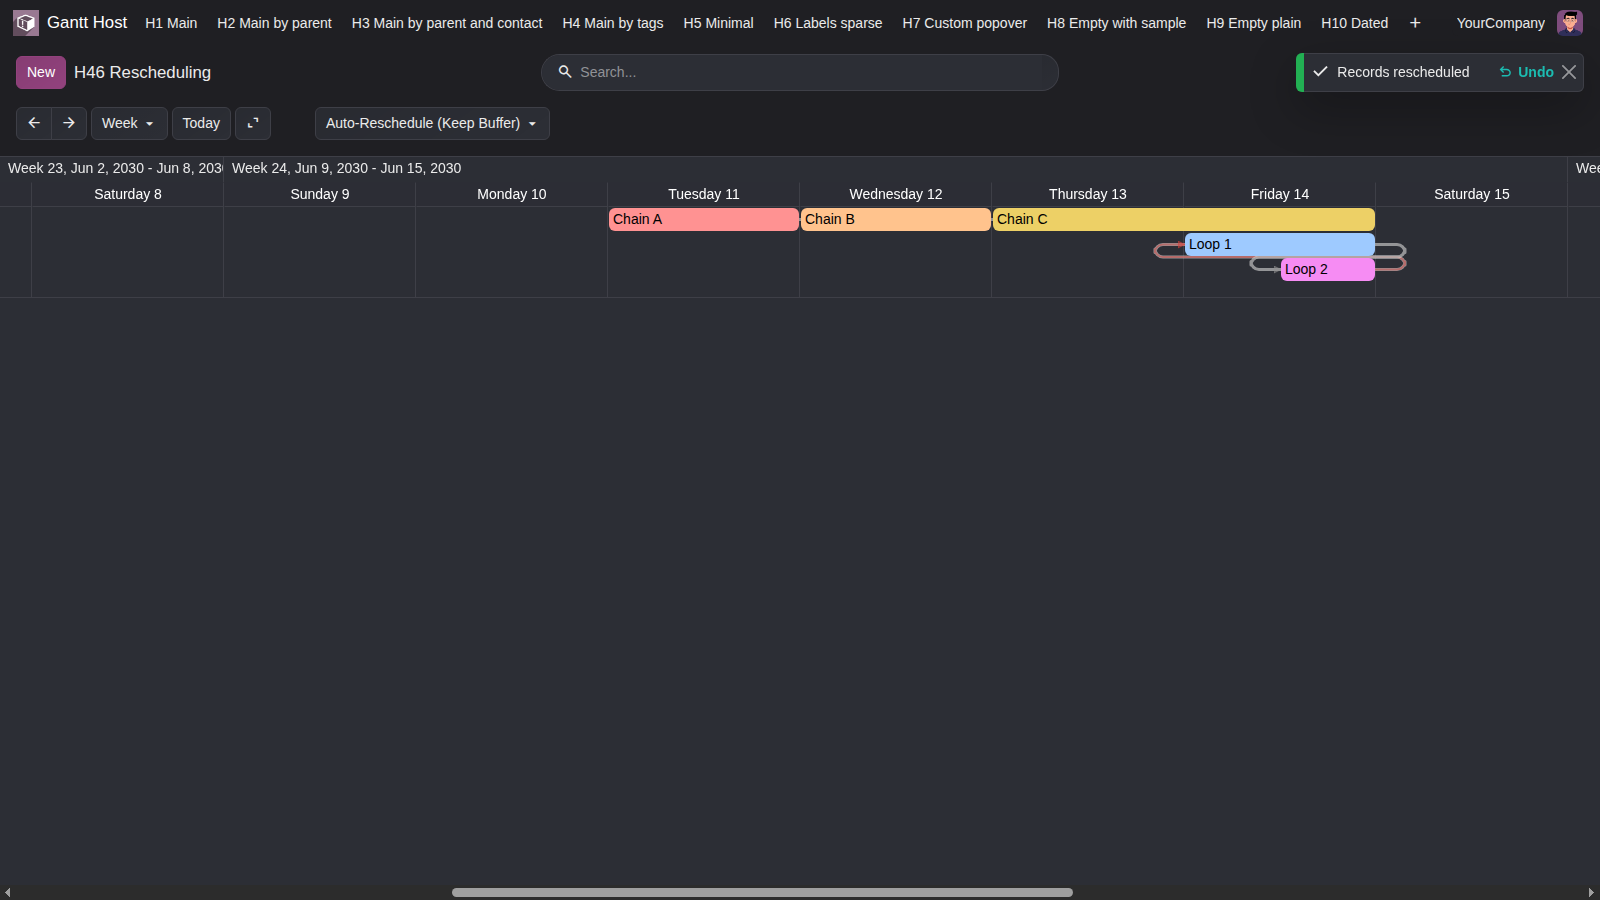 Gantt Host H1 Main H2 Main by parent H3 Main by parent and contact H4 Main by tags H5 Minimal H6 Labels sparse H7 Custom popover H8 Empty with sample H9 Empty plain H10 Dated + YourCompany
New H46 Rescheduling Search... Records rescheduled Undo
Week Today Auto-Reschedule (Keep Buffer)
Week 23, Jun 2, 2030 - Jun 8, Week 24, Jun 9, 2030 - Jun 15, 2030
Saturday 8 Sunday 9 Monday 10 Tuesday 11 Wednesday 12 Thursday 13 Friday 14 Saturday 15
Chain A Chain B Chain C
Loop 1
Loop 2